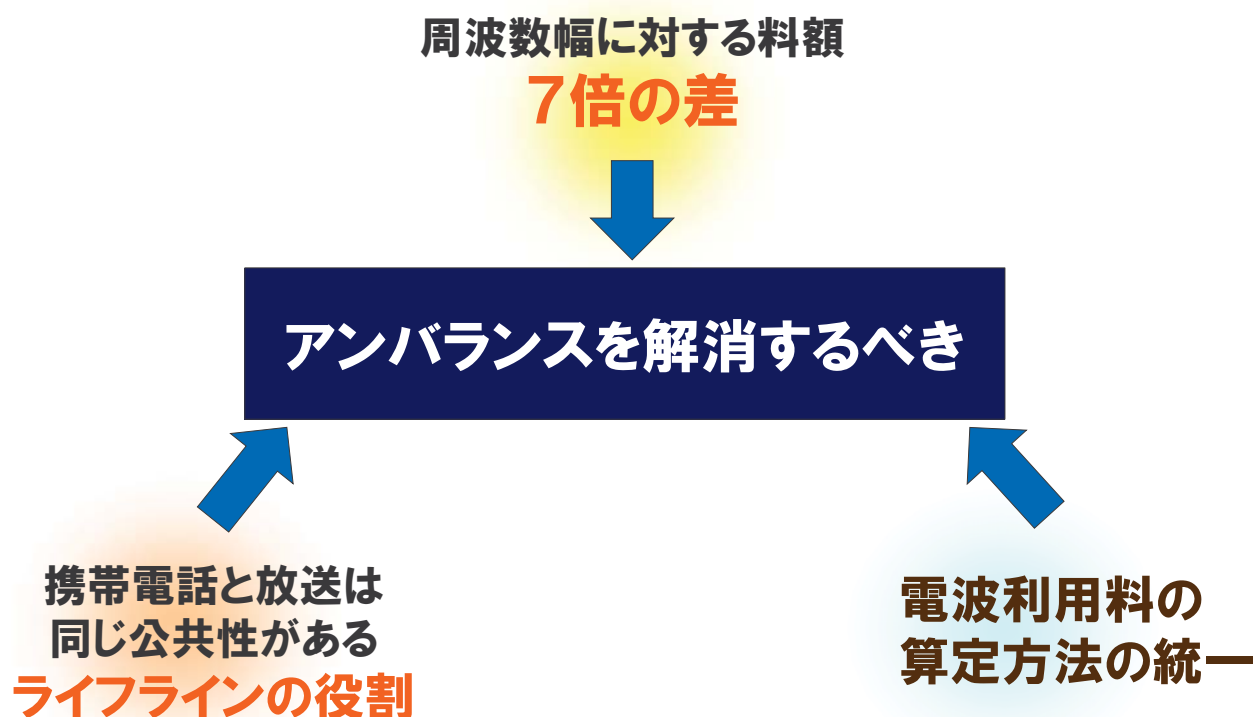 周波数幅に対する料額
7倍の差
アンバランスを解消するべき
携帯電話と放送は
同じ公共性がある
ライフラインの役割
電波利用料の
算定方法の統一